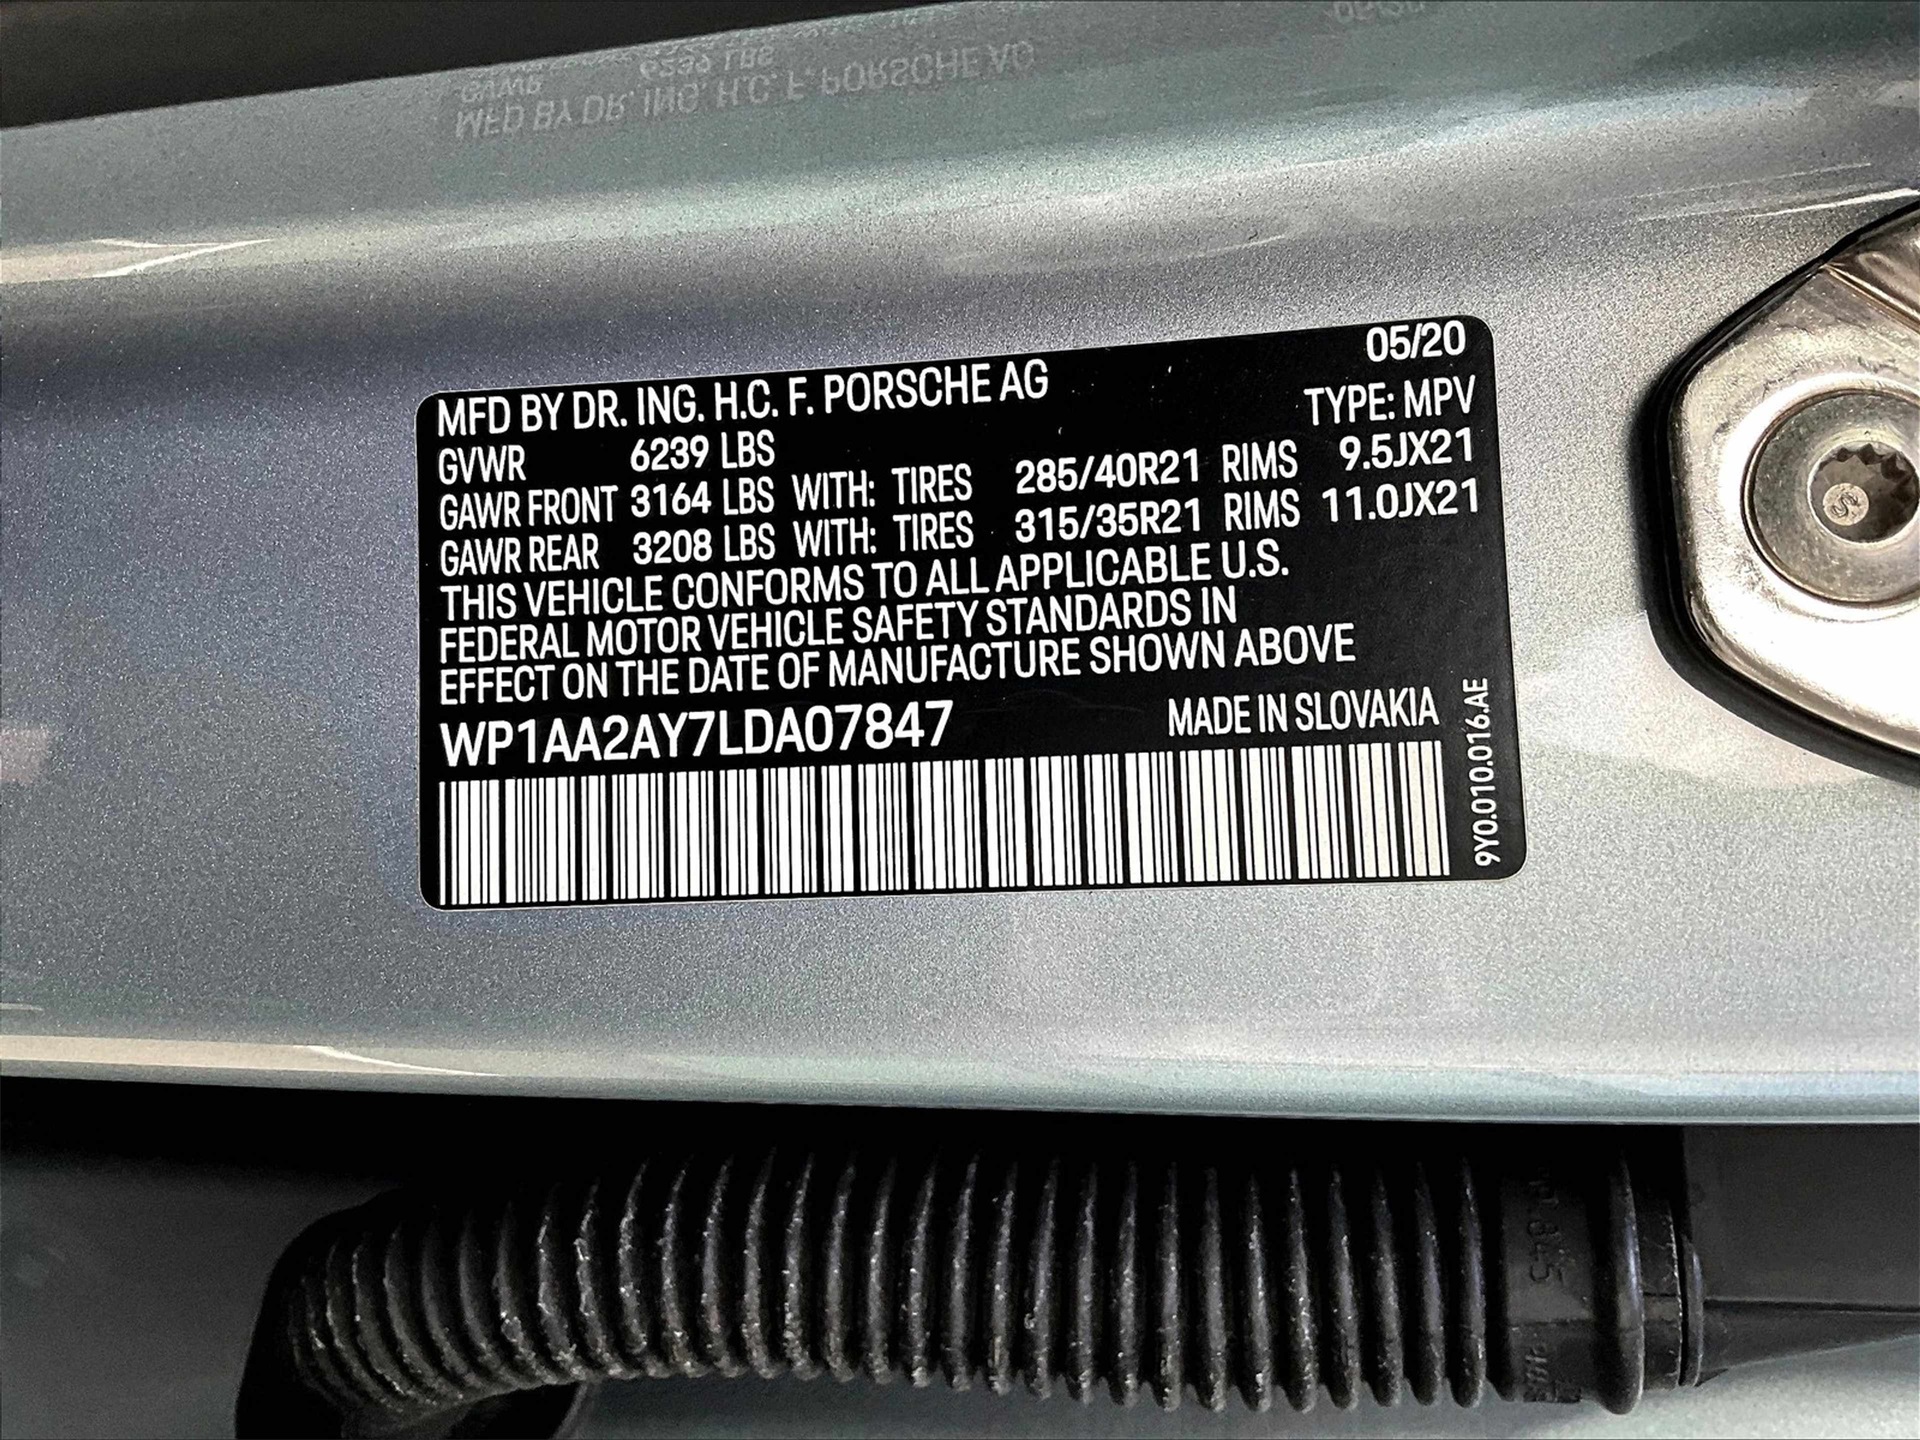 05/20
MFD BY DR. ING. H.C. F. PORSCHE AG
TYPE: MPV
GVWR 6239 LBS
GAWR FRONT 3164 LBS WITH: TIRES 285/40R21 RIMS 9.5JX21
GAWR REAR 3208 LBS WITH: TIRES 315/35R21 RIMS 11.0JX21
THIS VEHICLE CONFORMS TO ALL APPLICABLE U.S.
FEDERAL MOTOR VEHICLE SAFETY STANDARDS IN
EFFECT ON THE DATE OF MANUFACTURE SHOWN ABOVE
WP1AA2AY7LDA07847 MADE IN SLOVAKIA
9Y0.010.016.AE